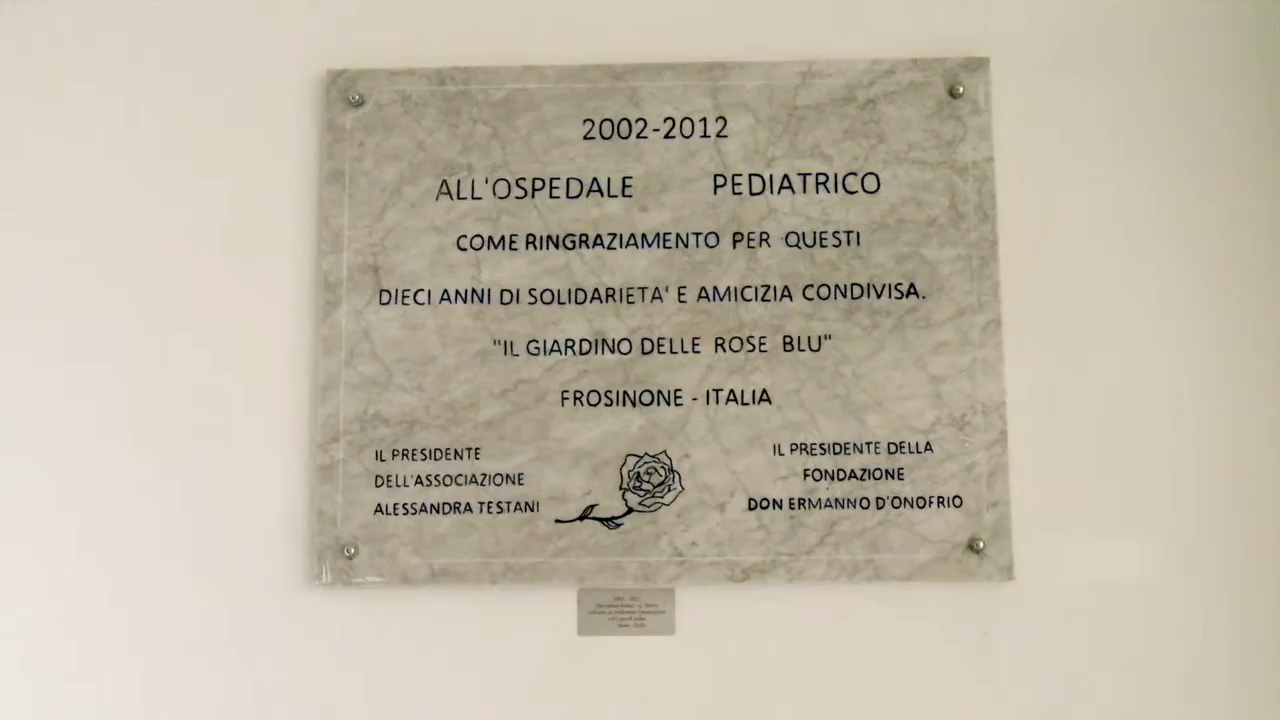 2002-2012
ALL'OSPEDALE PEDIATRICO
COME RINGRAZIAMENTO PER QUESTI
DIECI ANNI DI SOLIDARIETA' E AMICIZIA CONDIVISA.
"IL GIARDINO DELLE ROSE BLU"
FROSINONE - ITALIA
IL PRESIDENTE
DELL'ASSOCIAZIONE
ALESSANDRA TESTANI
IL PRESIDENTE DELLA
FONDAZIONE
DON ERMANNO D'ONOFRIO